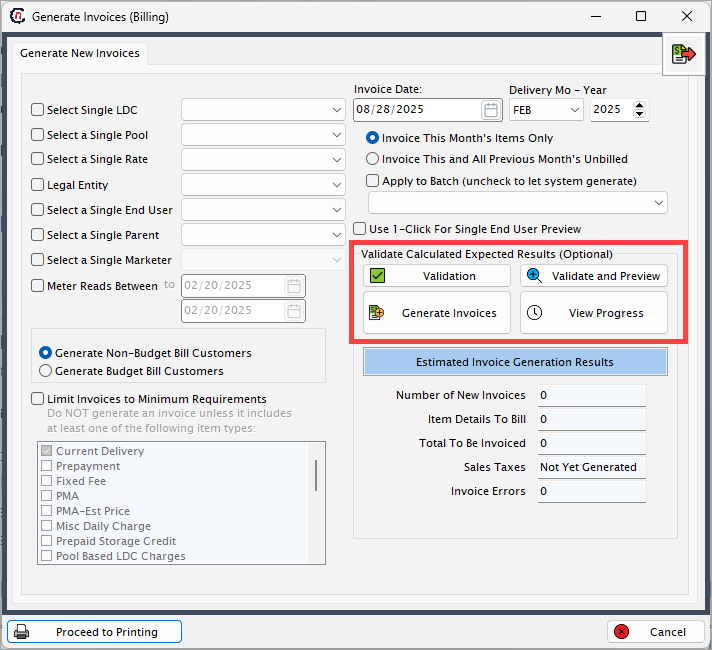 Generate Invoices (Billing)
Generate New Invoices
Select Single LDC
Select a Single Pool
Select a Single Rate
Legal Entity
Select a Single End User
Select a Single Parent
Select a Single Marketer
Meter Reads Between to 02/20/2025
02/20/2025
Generate Non-Budget Bill Customers
Generate Budget Bill Customers
Limit Invoices to Minimum Requirements
Do NOT generate an invoice unless it includes
at least one of the following item types:
Current Delivery
Prepayment
Fixed Fee
PMA
PMA-Est Price
Misc Daily Charge
Prepaid Storage Credit
Pool Based LDC Charges
Invoice Date: Delivery Mo - Year
08/28/2025 FEB 2025
Invoice This Month's Items Only
Invoice This and All Previous Month's Unbilled
Apply to Batch (uncheck to let system generate)
Use 1-Click For Single End User Preview
Validate Calculated Expected Results (Optional)
Validation Validate and Preview
Generate Invoices View Progress
Estimated Invoice Generation Results
Number of New Invoices 0
Item Details To Bill 0
Total To Be Invoiced 0
Sales Taxes Not Yet Generated
Invoice Errors 0
Proceed to Printing Cancel